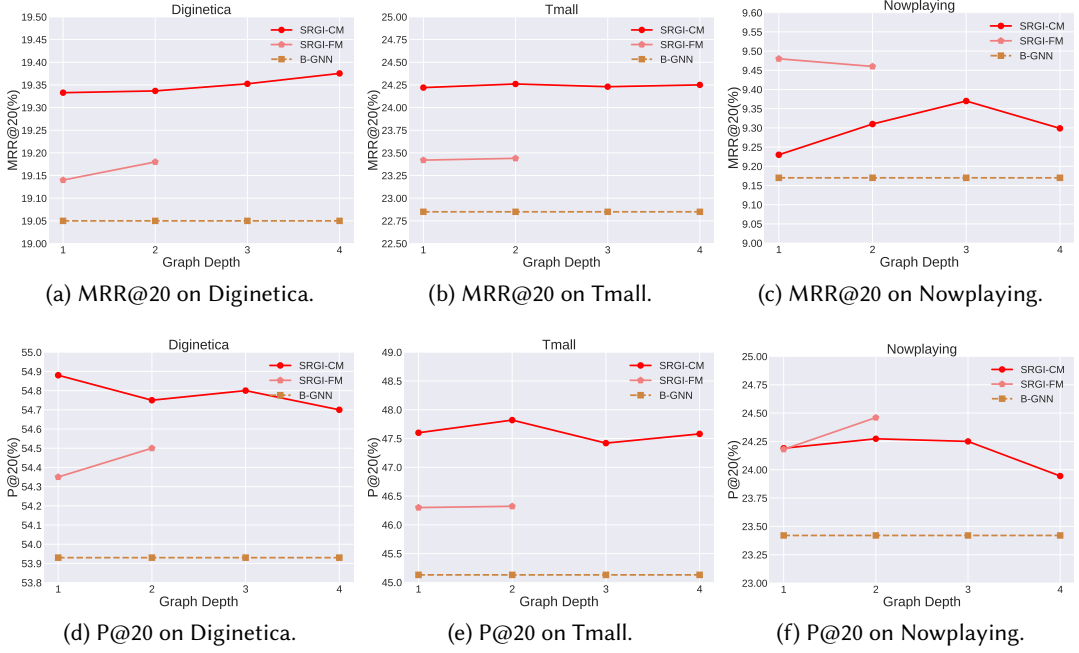 Diginetica
19.50
19.45
19.40
19.35
19.30
19.25
19.20
19.15
19.10
19.05
19.00
MRR@20(%)
SRGI-CM
SRGI-FM
B-GNN
1 2 3 4
Graph Depth
(a) MRR@20 on Diginetica.
Tmall
25.00
24.75
24.50
24.25
24.00
23.75
23.50
23.25
23.00
22.75
22.50
MRR@20(%)
SRGI-CM
SRGI-FM
B-GNN
1 2 3 4
Graph Depth
(b) MRR@20 on Tmall.
Nowplaying
9.60
9.50
9.45
9.30
9.20
9.15
9.00
MRR@20(%)
SRGI-CM
SRGI-FM
B-GNN
1 2 3 4
Graph Depth
(c) MRR@20 on Nowplaying.
Diginetica
55.0
54.9
54.8
54.7
54.6
54.5
54.4
54.3
54.2
54.1
54.0
53.9
53.8
P@20(%)
SRGI-CM
SRGI-FM
B-GNN
1 2 3 4
Graph Depth
(d) P@20 on Diginetica.
Tmall
49.0
48.5
48.0
47.5
47.0
46.5
46.0
45.5
45.0
P@20(%)
SRGI-CM
SRGI-FM
B-GNN
1 2 3 4
Graph Depth
(e) P@20 on Tmall.
Nowplaying
25.00
24.75
24.50
24.25
24.00
23.75
23.50
23.25
23.00
P@20(%)
SRGI-CM
SRGI-FM
B-GNN
1 2 3 4
Graph Depth
(f) P@20 on Nowplaying.